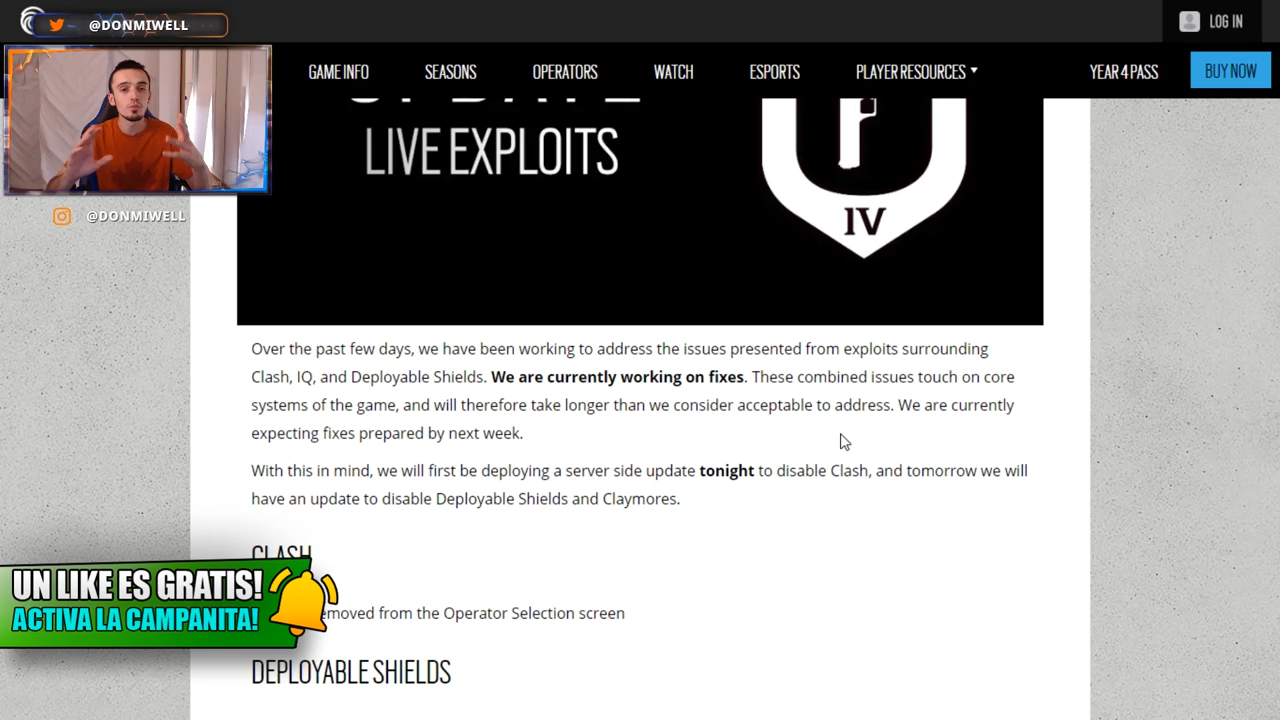 @DONMIWELL
LOG IN
GAME INFO SEASONS OPERATORS WATCH ESPORTS PLAYER RESOURCES YEAR 4 PASS BUY NOW
UPDATE
LIVE EXPLOITS
IV
@DONMIWELL
Over the past few days, we have been working to address the issues presented from exploits surrounding
Clash, IQ, and Deployable Shields. We are currently working on fixes. These combined issues touch on core
systems of the game, and will therefore take longer than we consider acceptable to address. We are currently
expecting fixes prepared by next week.
With this in mind, we will first be deploying a server side update tonight to disable Clash, and tomorrow we will
have an update to disable Deployable Shields and Claymores.
CLASH
UN LIKE ES GRATIS!
ACTIVA LA CAMPANITA!
removed from the Operator Selection screen
DEPLOYABLE SHIELDS